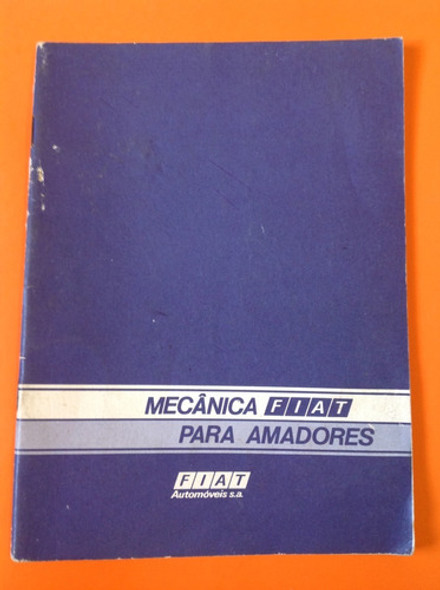 MECÂNICA FIAT
PARA AMADORES
FIAT
Automóveis s.a.